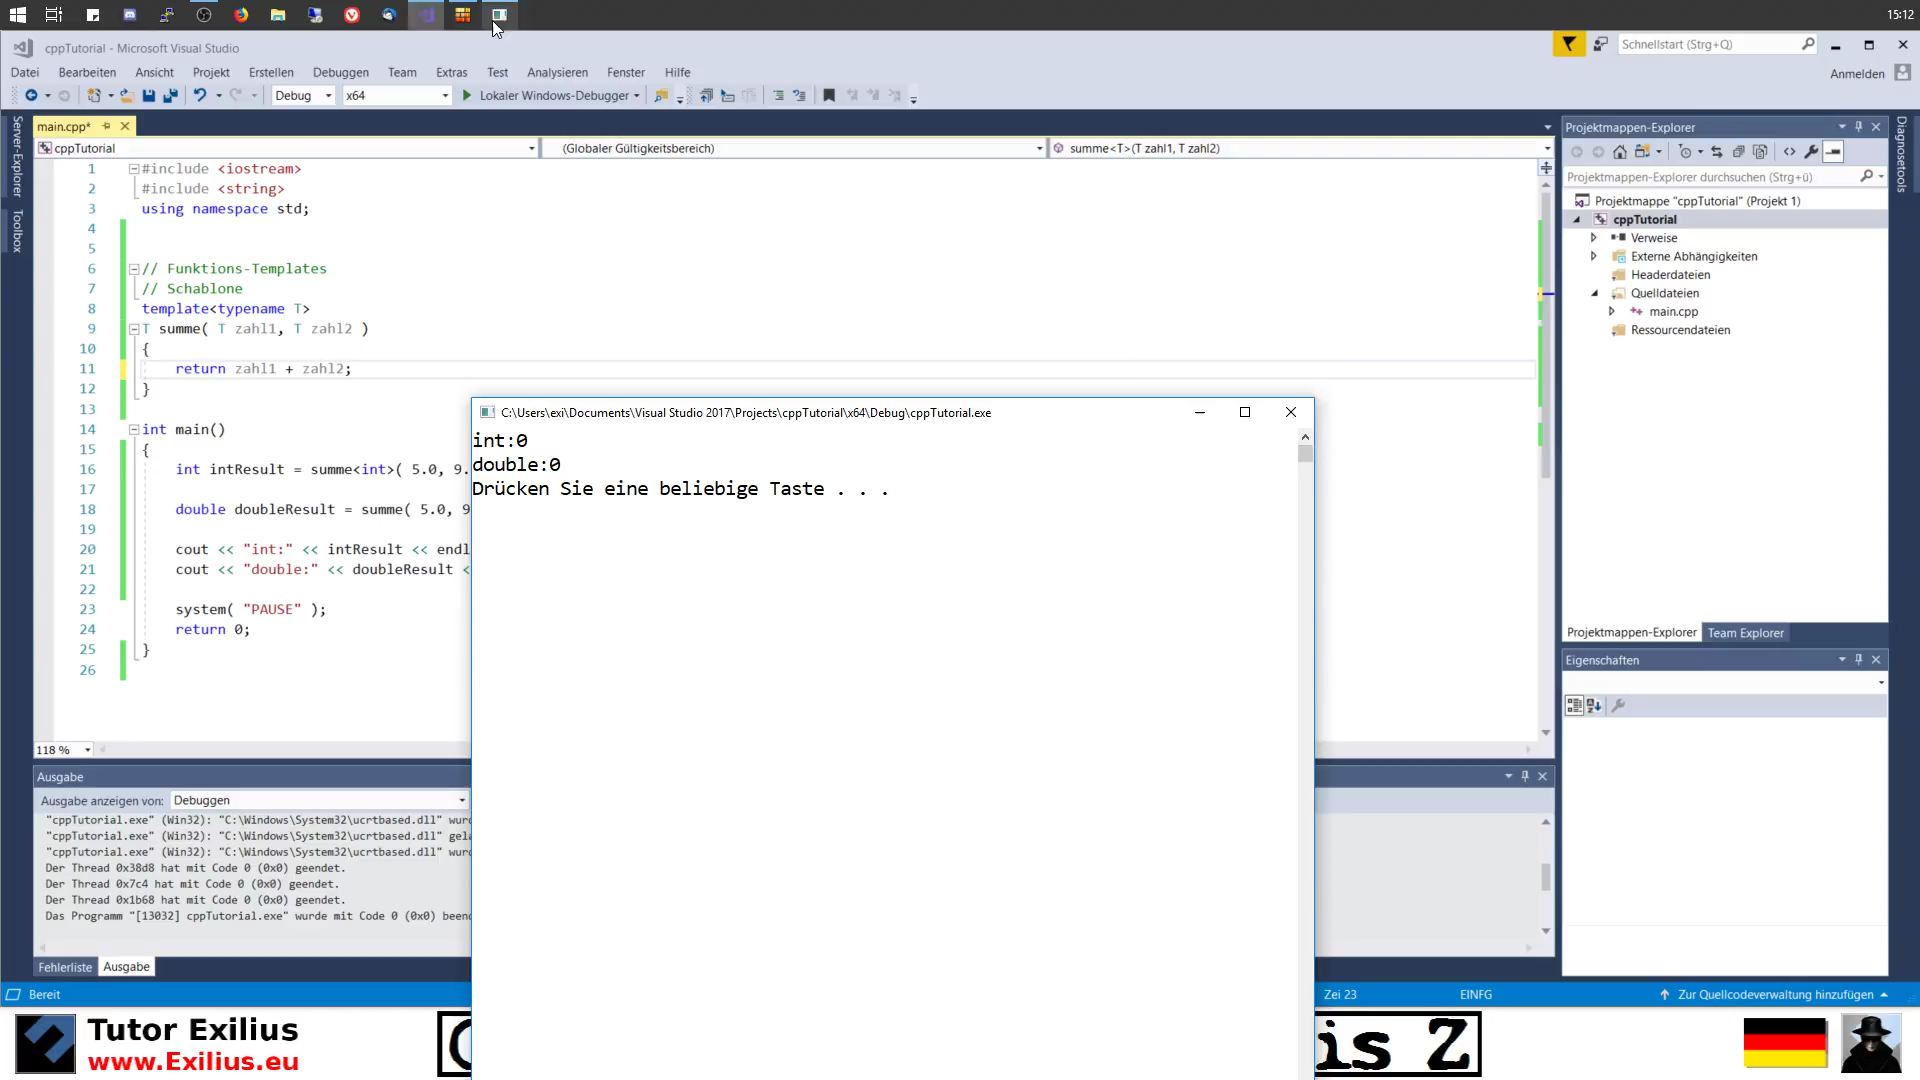 15:12
cppTutorial - Microsoft Visual Studio
Schnellstart (Strg+Q)
Datei Bearbeiten Ansicht Projekt Erstellen Debuggen Team Extras Test Analysieren Fenster Hilfe
Anmelden
Debug x64 Lokaler Windows-Debugger
Server-Explorer
Toolbox
main.cpp*
cppTutorial (Globaler Gültigkeitsbereich) summe<T>(T zahl1, T zahl2)
1 #include <iostream>
2 #include <string>
3 using namespace std;
4
5
6 // Funktions-Templates
7 // Schablone
8 template<typename T>
9 T summe( T zahl1, T zahl2 )
10 {
11 return zahl1 + zahl2;
12 }
13
14 int main()
15 {
16 int intResult = summe<int>( 5.0, 9.
17
18 double doubleResult = summe( 5.0, 9
19
20 cout << "int:" << intResult << endl
21 cout << "double:" << doubleResult <
22
23 system( "PAUSE" );
24 return 0;
25 }
26
118 %
C:\Users\exi\Documents\Visual Studio 2017\Projects\cppTutorial\x64\Debug\cppTutorial.exe
int:0
double:0
Drücken Sie eine beliebige Taste . . .
Projektmappen-Explorer
Projektmappen-Explorer durchsuchen (Strg+ü)
Projektmappe "cppTutorial" (Projekt 1)
cppTutorial
Verweise
Externe Abhängigkeiten
Headerdateien
Quelldateien
main.cpp
Ressourcendateien
Projektmappen-Explorer Team Explorer
Eigenschaften
Diagnosetools
Ausgabe
Ausgabe anzeigen von: Debuggen
"cppTutorial.exe" (Win32): "C:\Windows\System32\ucrtbased.dll" wurd
"cppTutorial.exe" (Win32): "C:\Windows\System32\ucrtbased.dll" gela
"cppTutorial.exe" (Win32): "C:\Windows\System32\ucrtbased.dll" wurd
Der Thread 0x38d8 hat mit Code 0 (0x0) geendet.
Der Thread 0x7c4 hat mit Code 0 (0x0) geendet.
Der Thread 0x1b68 hat mit Code 0 (0x0) geendet.
Das Programm "[13032] cppTutorial.exe" wurde mit Code 0 (0x0) been
Fehlerliste Ausgabe
Bereit Zei 23 EINFG Zur Quellcodeverwaltung hinzufügen
Tutor Exilius
www.Exilius.eu
is Z